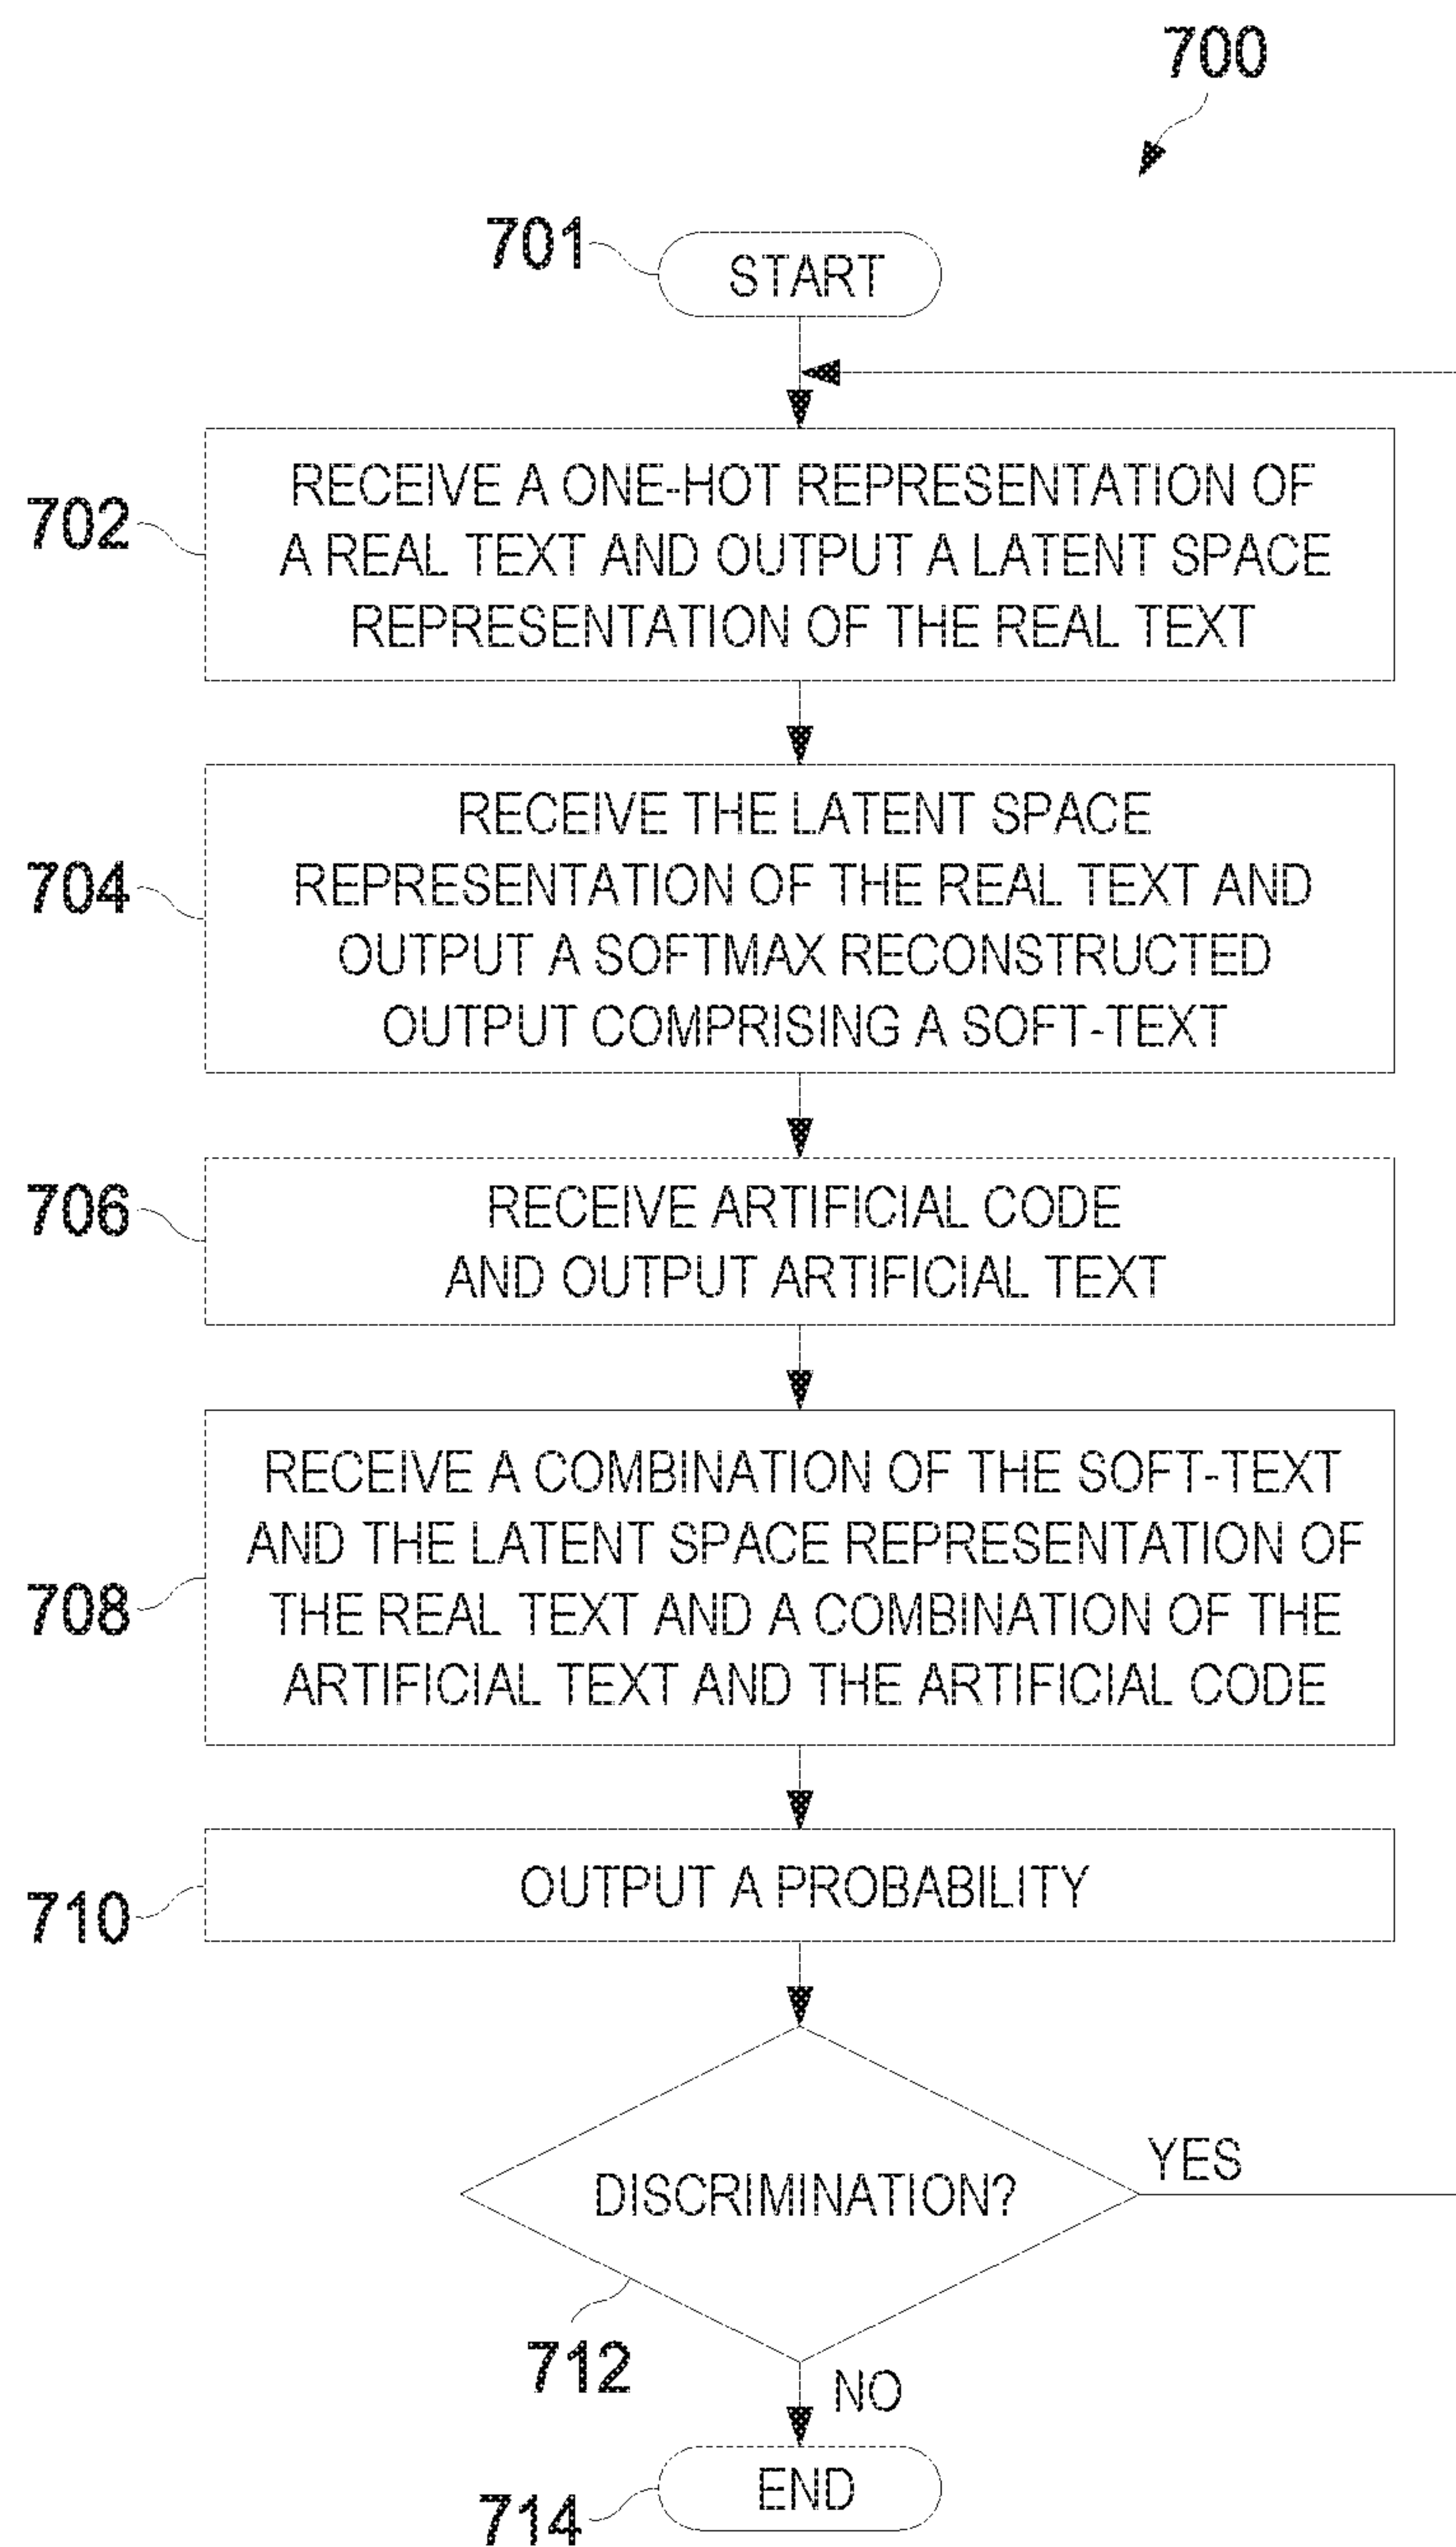 700
701
START
702
RECEIVE A ONE-HOT REPRESENTATION OF
A REAL TEXT AND OUTPUT A LATENT SPACE
REPRESENTATION OF THE REAL TEXT
704
RECEIVE THE LATENT SPACE
REPRESENTATION OF THE REAL TEXT AND
OUTPUT A SOFTMAX RECONSTRUCTED
OUTPUT COMPRISING A SOFT-TEXT
706
RECEIVE ARTIFICIAL CODE
AND OUTPUT ARTIFICIAL TEXT
708
RECEIVE A COMBINATION OF THE SOFT-TEXT
AND THE LATENT SPACE REPRESENTATION OF
THE REAL TEXT AND A COMBINATION OF THE
ARTIFICIAL TEXT AND THE ARTIFICIAL CODE
710
OUTPUT A PROBABILITY
DISCRIMINATION?
YES
712
NO
END
714